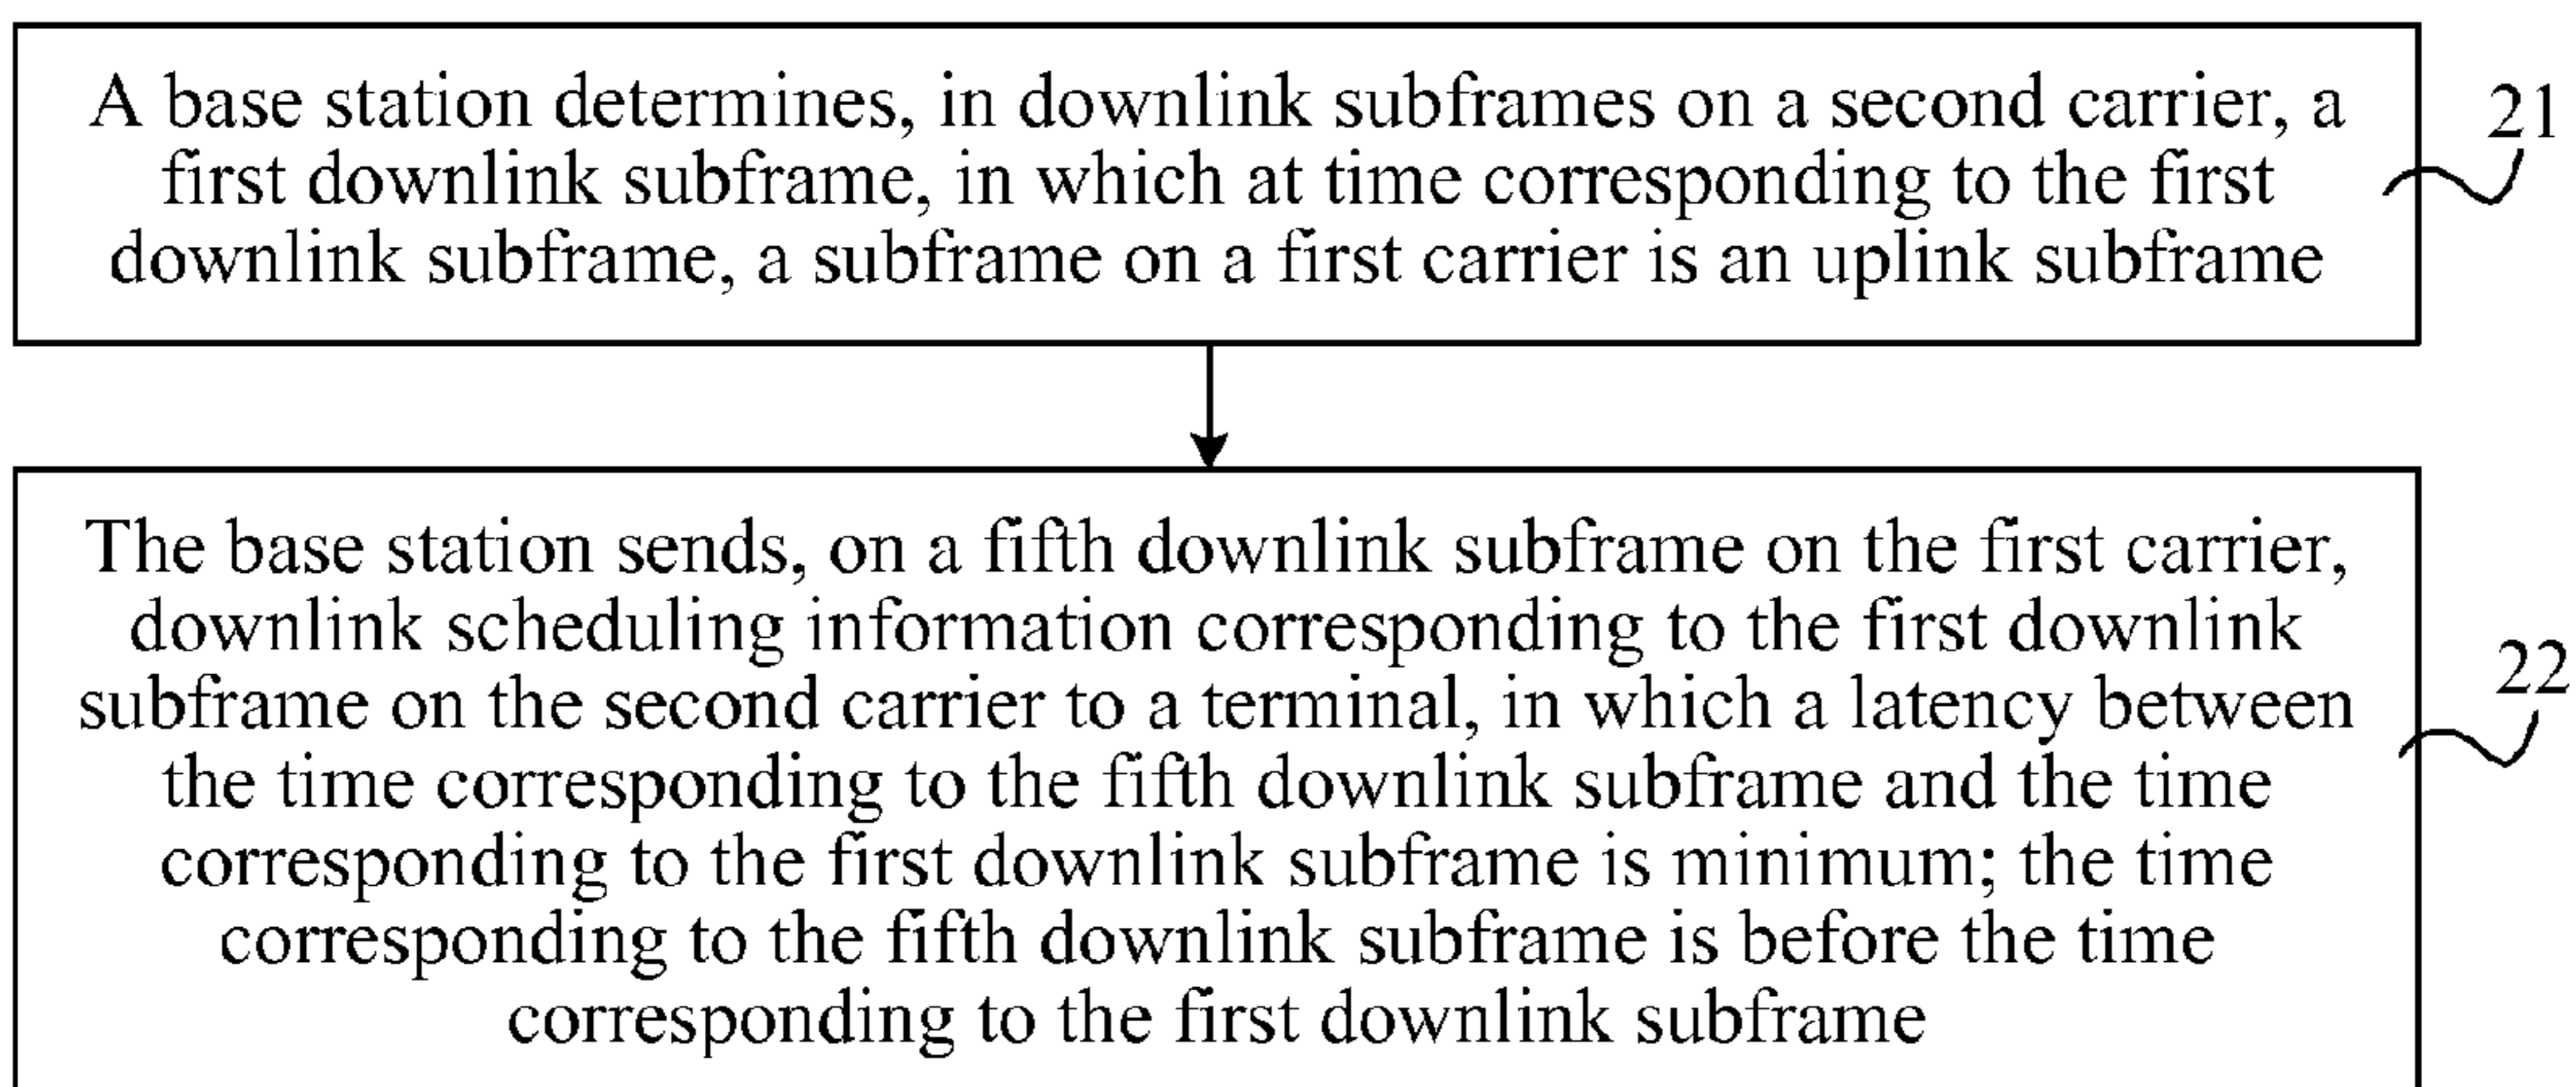 A base station determines, in downlink subframes on a second carrier, a
first downlink subframe, in which at time corresponding to the first
downlink subframe, a subframe on a first carrier is an uplink subframe
21
The base station sends, on a fifth downlink subframe on the first carrier,
downlink scheduling information corresponding to the first downlink
subframe on the second carrier to a terminal, in which a latency between
the time corresponding to the fifth downlink subframe and the time
corresponding to the first downlink subframe is minimum; the time
corresponding to the fifth downlink subframe is before the time
corresponding to the first downlink subframe
22